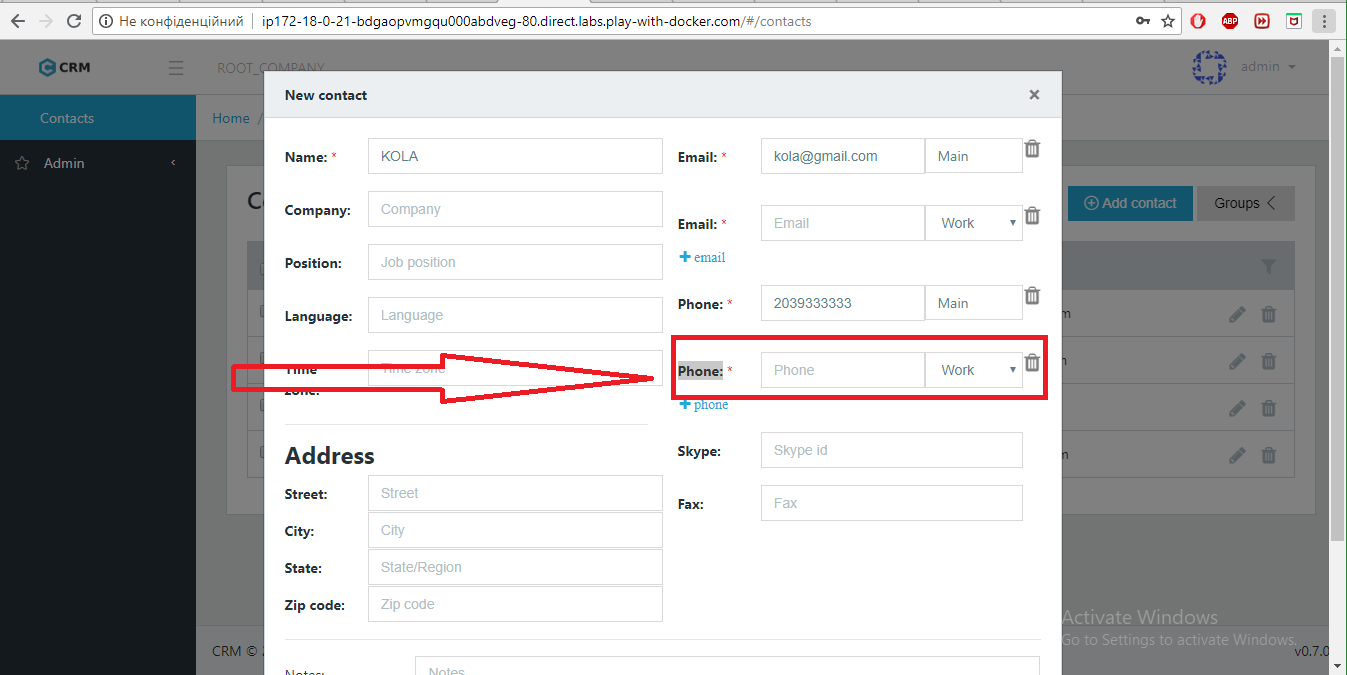 Не конфіденційний ip172-18-0-21-bdgaopvmgqu000abdveg-80.direct.labs.play-with-docker.com/#/contacts
ABP
CRM ROOT_COMPANY admin
New contact ×
Contacts
Home /
Admin
Name: * KOLA
Email: * kola@gmail.com Main
Company: Company
Add contact
Groups
Email: * Email Work
+ email
Position: Job position
Language: Language
Phone: * 2039333333 Main
Time zone: Time zone
Phone: * Phone Work
+ phone
Address
Skype: Skype id
Street: Street
Fax: Fax
City: City
State: State/Region
Zip code: Zip code
Activate Windows
Go to Settings to activate Windows.
CRM ©
v0.7.0
Notes: Notes